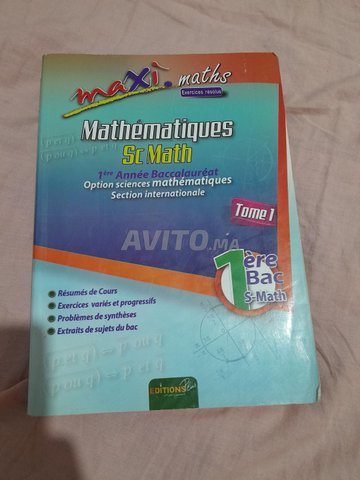 maxi. maths
Exercices résolus
Mathématiques
Sc Math
1ère Année Baccalauréat
Option sciences mathématiques
Section internationale
Tome 1
AVITO.ma
1ère
Bac
S-Math
Résumés de Cours
Exercices variés et progressifs
Problèmes de synthèses
Extraits de sujets du bac
EDITIONS